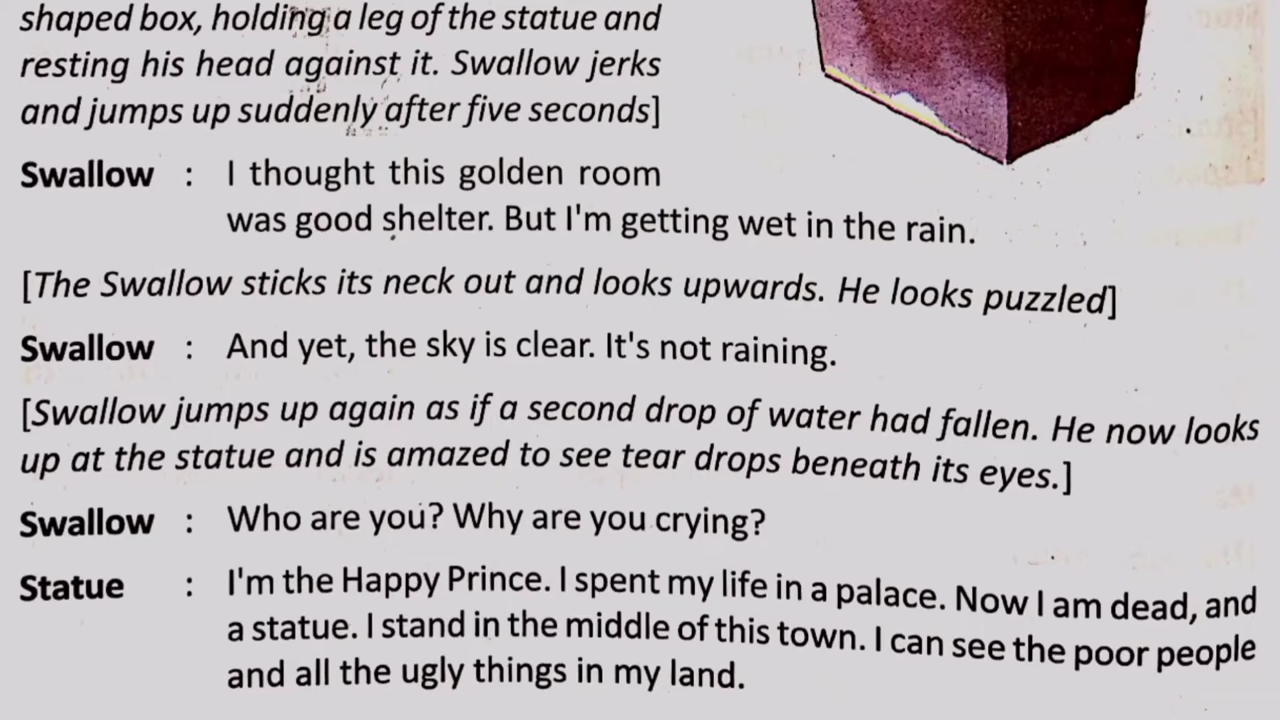 shaped box, holding a leg of the statue and
resting his head against it. Swallow jerks
and jumps up suddenly after five seconds]
Swallow : I thought this golden room
was good shelter. But I'm getting wet in the rain.
[The Swallow sticks its neck out and looks upwards. He looks puzzled]
Swallow : And yet, the sky is clear. It's not raining.
[Swallow jumps up again as if a second drop of water had fallen. He now looks
up at the statue and is amazed to see tear drops beneath its eyes.]
Swallow : Who are you? Why are you crying?
Statue : I'm the Happy Prince. I spent my life in a palace. Now I am dead, and
a statue. I stand in the middle of this town. I can see the poor people
and all the ugly things in my land.